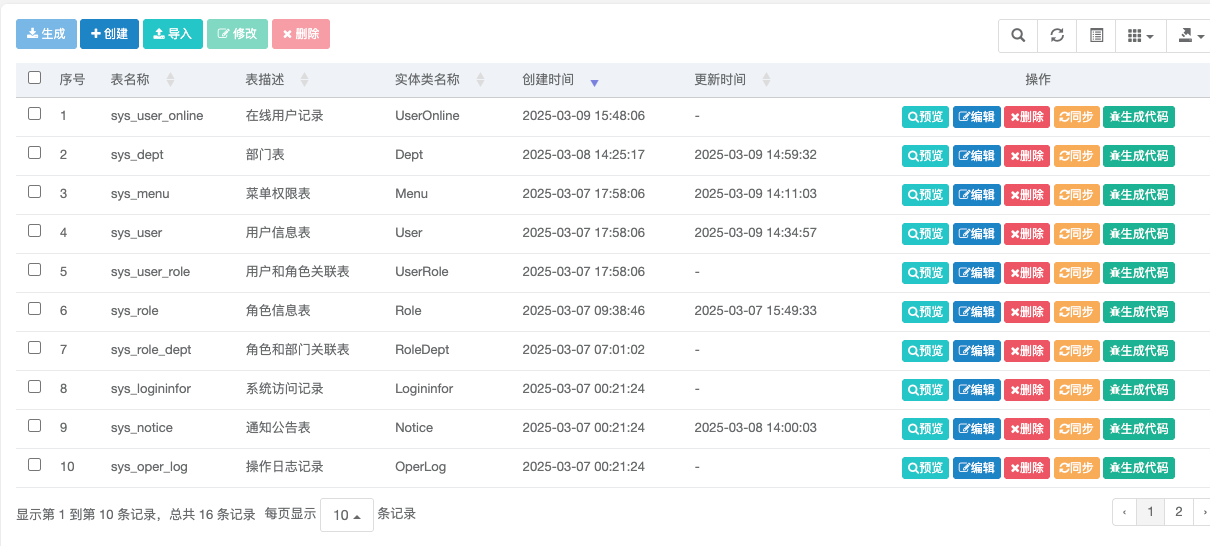 生成 创建 导入 修改 删除
序号 表名称 表描述 实体类名称 创建时间 更新时间 操作
1 sys_user_online 在线用户记录 UserOnline 2025-03-09 15:48:06 - 预览 编辑 删除 同步 生成代码
2 sys_dept 部门表 Dept 2025-03-08 14:25:17 2025-03-09 14:59:32 预览 编辑 删除 同步 生成代码
3 sys_menu 菜单权限表 Menu 2025-03-07 17:58:06 2025-03-09 14:11:03 预览 编辑 删除 同步 生成代码
4 sys_user 用户信息表 User 2025-03-07 17:58:06 2025-03-09 14:34:57 预览 编辑 删除 同步 生成代码
5 sys_user_role 用户和角色关联表 UserRole 2025-03-07 17:58:06 - 预览 编辑 删除 同步 生成代码
6 sys_role 角色信息表 Role 2025-03-07 09:38:46 2025-03-07 15:49:33 预览 编辑 删除 同步 生成代码
7 sys_role_dept 角色和部门关联表 RoleDept 2025-03-07 07:01:02 - 预览 编辑 删除 同步 生成代码
8 sys_logininfor 系统访问记录 Logininfor 2025-03-07 00:21:24 - 预览 编辑 删除 同步 生成代码
9 sys_notice 通知公告表 Notice 2025-03-07 00:21:24 2025-03-08 14:00:03 预览 编辑 删除 同步 生成代码
10 sys_oper_log 操作日志记录 OperLog 2025-03-07 00:21:24 - 预览 编辑 删除 同步 生成代码
显示第 1 到第 10 条记录，总共 16 条记录 每页显示 10 条记录 ‹ 1 2 ›